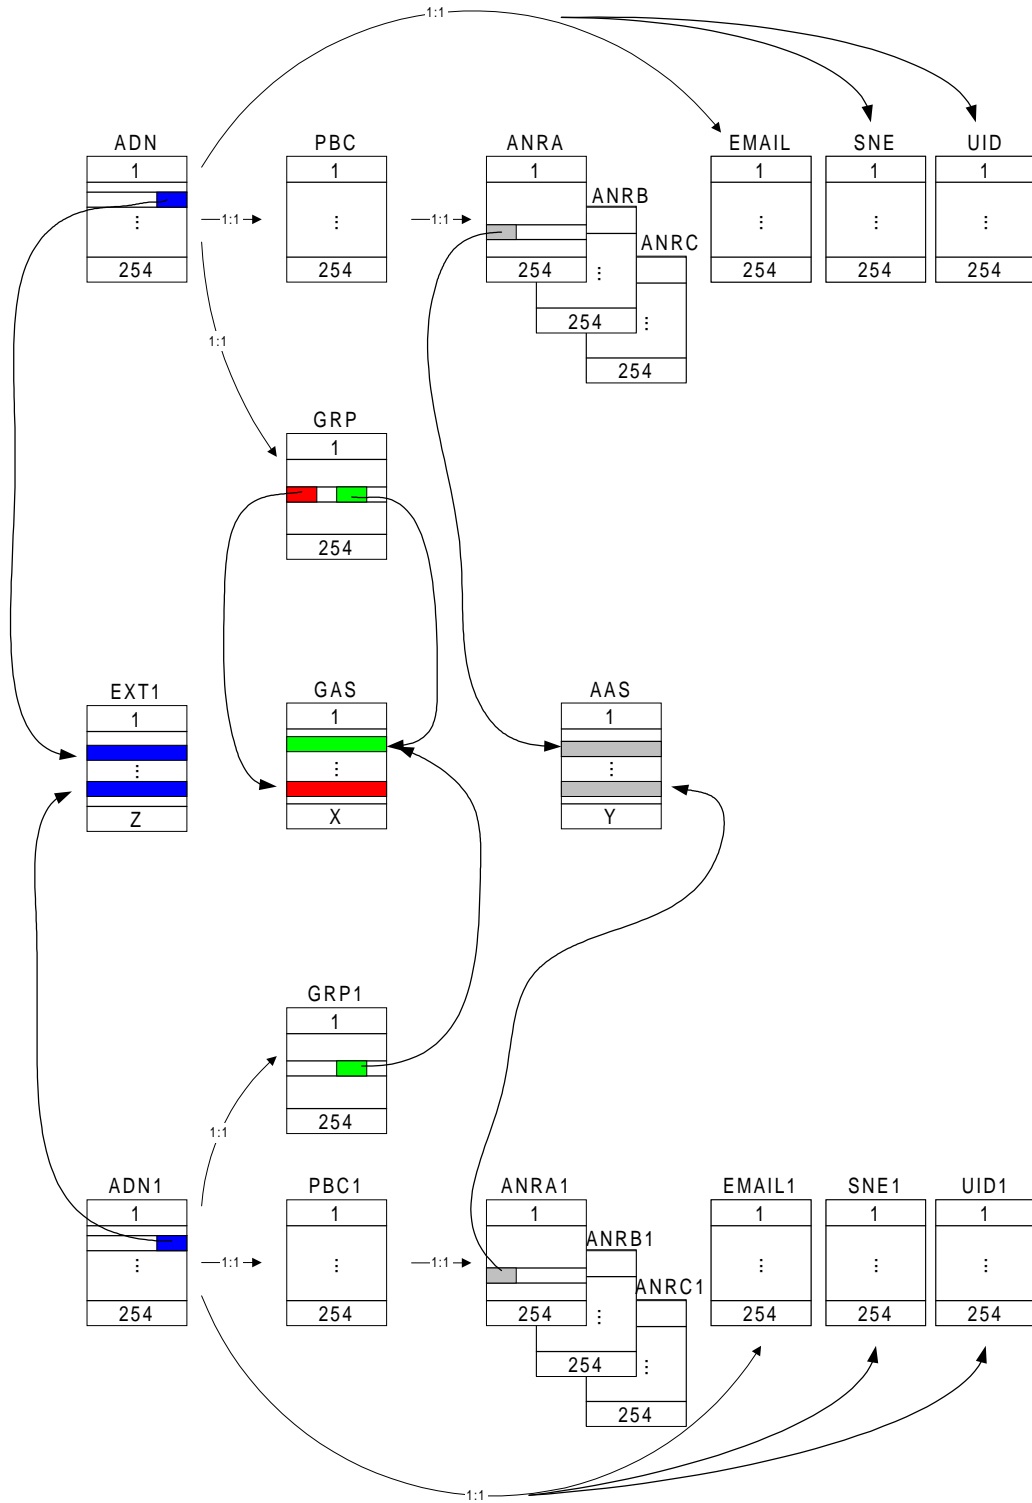 1:1
ADN PBC ANRA EMAIL SNE UID
1 1 1 1 1 1
ANRB
⋮ 1:1 ⋮ 1:1 ⋮ ⋮ ⋮
ANRC
254 254 254 ⋮ 254 254 254
254 ⋮
1:1
254
GRP
1
254
EXT1 GAS AAS
1 1 1
⋮ ⋮ ⋮
Z X Y
GRP1
1
254
1:1
ADN1 PBC1 ANRA1 EMAIL1 SNE1 UID1
1 1 1 1 1 1
ANRB1
⋮ 1:1 ⋮ 1:1 ⋮ ⋮ ⋮
ANRC1
254 254 254 ⋮ 254 254 254
254 ⋮
254
1:1